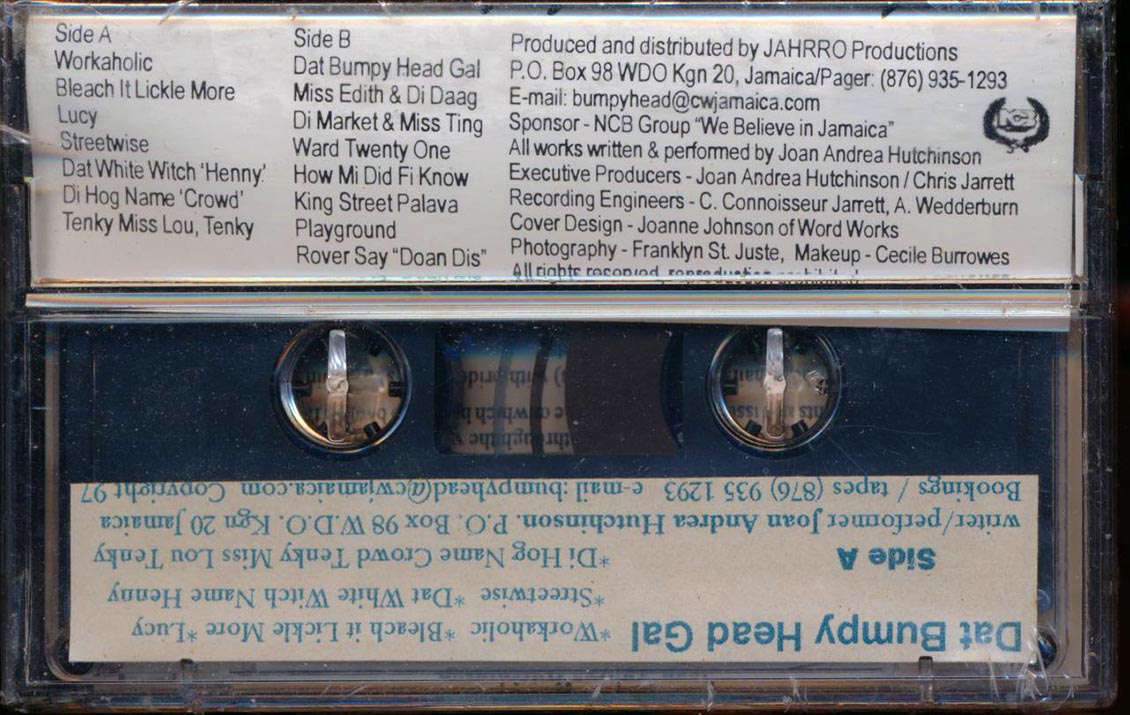 Side A
Workaholic
Bleach It Lickle More
Lucy
Streetwise
Dat White Witch 'Henny'
Di Hog Name 'Crowd'
Tenky Miss Lou, Tenky
Side B
Dat Bumpy Head Gal
Miss Edith & Di Daag
Di Market & Miss Ting
Ward Twenty One
How Mi Did Fi Know
King Street Palava
Playground
Rover Say "Doan Dis"
Produced and distributed by JAHRRO Productions
P.O. Box 98 WDO Kgn 20, Jamaica/Pager: (876) 935-1293
E-mail: bumpyhead@cwjamaica.com
Sponsor - NCB Group "We Believe in Jamaica"
All works written & performed by Joan Andrea Hutchinson
Executive Producers - Joan Andrea Hutchinson / Chris Jarrett
Recording Engineers - C. Connoisseur Jarrett, A. Wedderburn
Cover Design - Joanne Johnson of Word Works
Photography - Franklyn St. Juste, Makeup - Cecile Burrowes
All rights reserved, reproduction prohibited
NCB
Dat Bumpy Head Gal *Workaholic *Bleach it Lickle More *Lucy
*Streetwise *Dat White Witch Name Henny
Side A *Di Hog Name Crowd Tenky Miss Lou Tenky
writer/performer Joan Andrea Hutchinson. P.O. Box 98 W.D.O. Kgn 20 Jamaica
Bookings / tapes / (876) 935 1293 e-mail :bumpyhead@cwjamaica.com Copyright 97